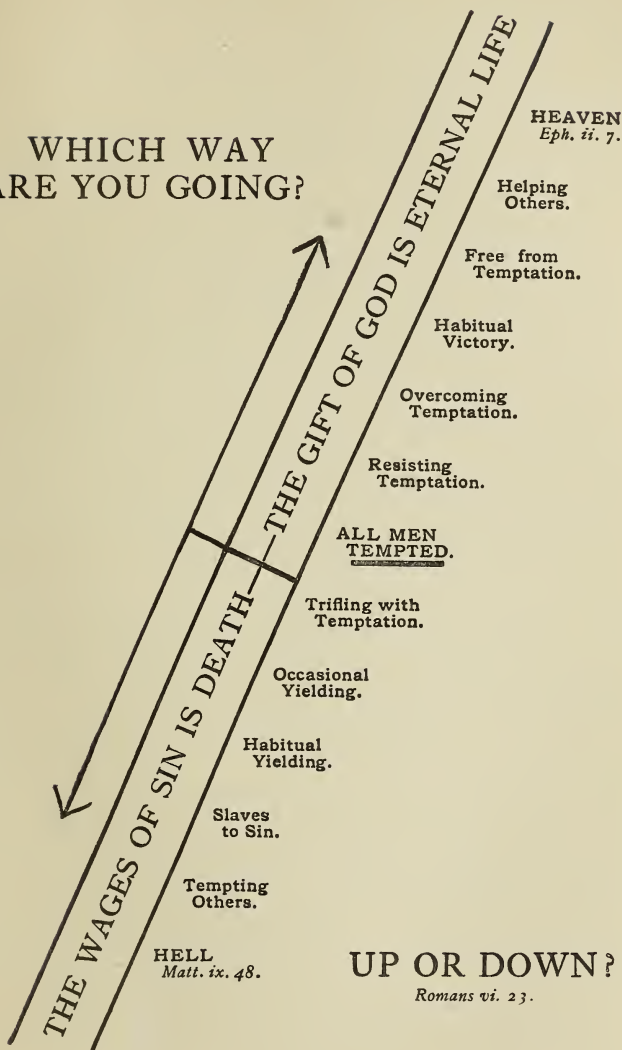 WHICH WAY
ARE YOU GOING?
THE WAGES OF SIN IS DEATH—THE GIFT OF GOD IS ETERNAL LIFE
HEAVEN
Eph. ii. 7.
Helping
Others.
Free from
Temptation.
Habitual
Victory.
Overcoming
Temptation.
Resisting
Temptation.
ALL MEN
TEMPTED.
Trifling with
Temptation.
Occasional
Yielding.
Habitual
Yielding.
Slaves
to Sin.
Tempting
Others.
HELL
Matt. ix. 48.
UP OR DOWN?
Romans vi. 23.